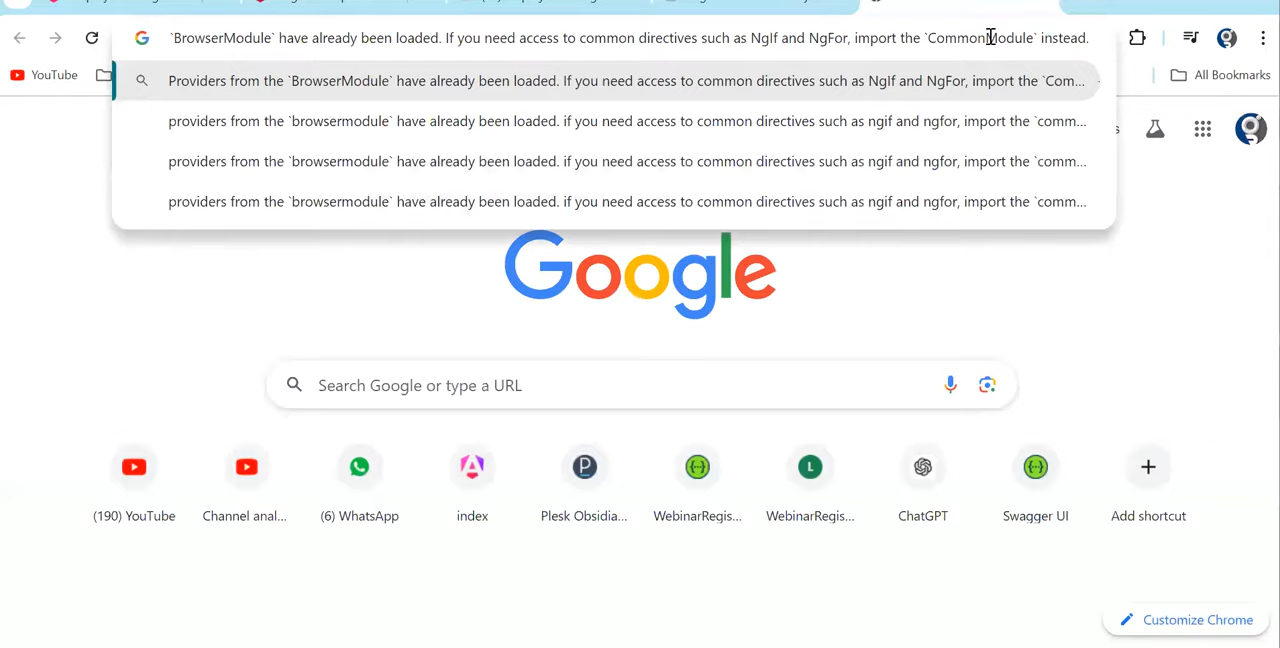 `BrowserModule` have already been loaded. If you need access to common directives such as NgIf and NgFor, import the `CommonModule` instead.
Providers from the `BrowserModule` have already been loaded. If you need access to common directives such as NgIf and NgFor, import the `Com...
YouTube
All Bookmarks
providers from the `browsermodule` have already been loaded. if you need access to common directives such as ngif and ngfor, import the `comm...
providers from the `browsermodule` have already been loaded. if you need access to common directives such as ngif and ngfor, import the `comm...
providers from the `browsermodule` have already been loaded. if you need access to common directives such as ngif and ngfor, import the `comm...
Google
Search Google or type a URL
(190) YouTube
Channel anal...
(6) WhatsApp
index
Plesk Obsidia...
WebinarRegis...
WebinarRegis...
ChatGPT
Swagger UI
Add shortcut
Customize Chrome